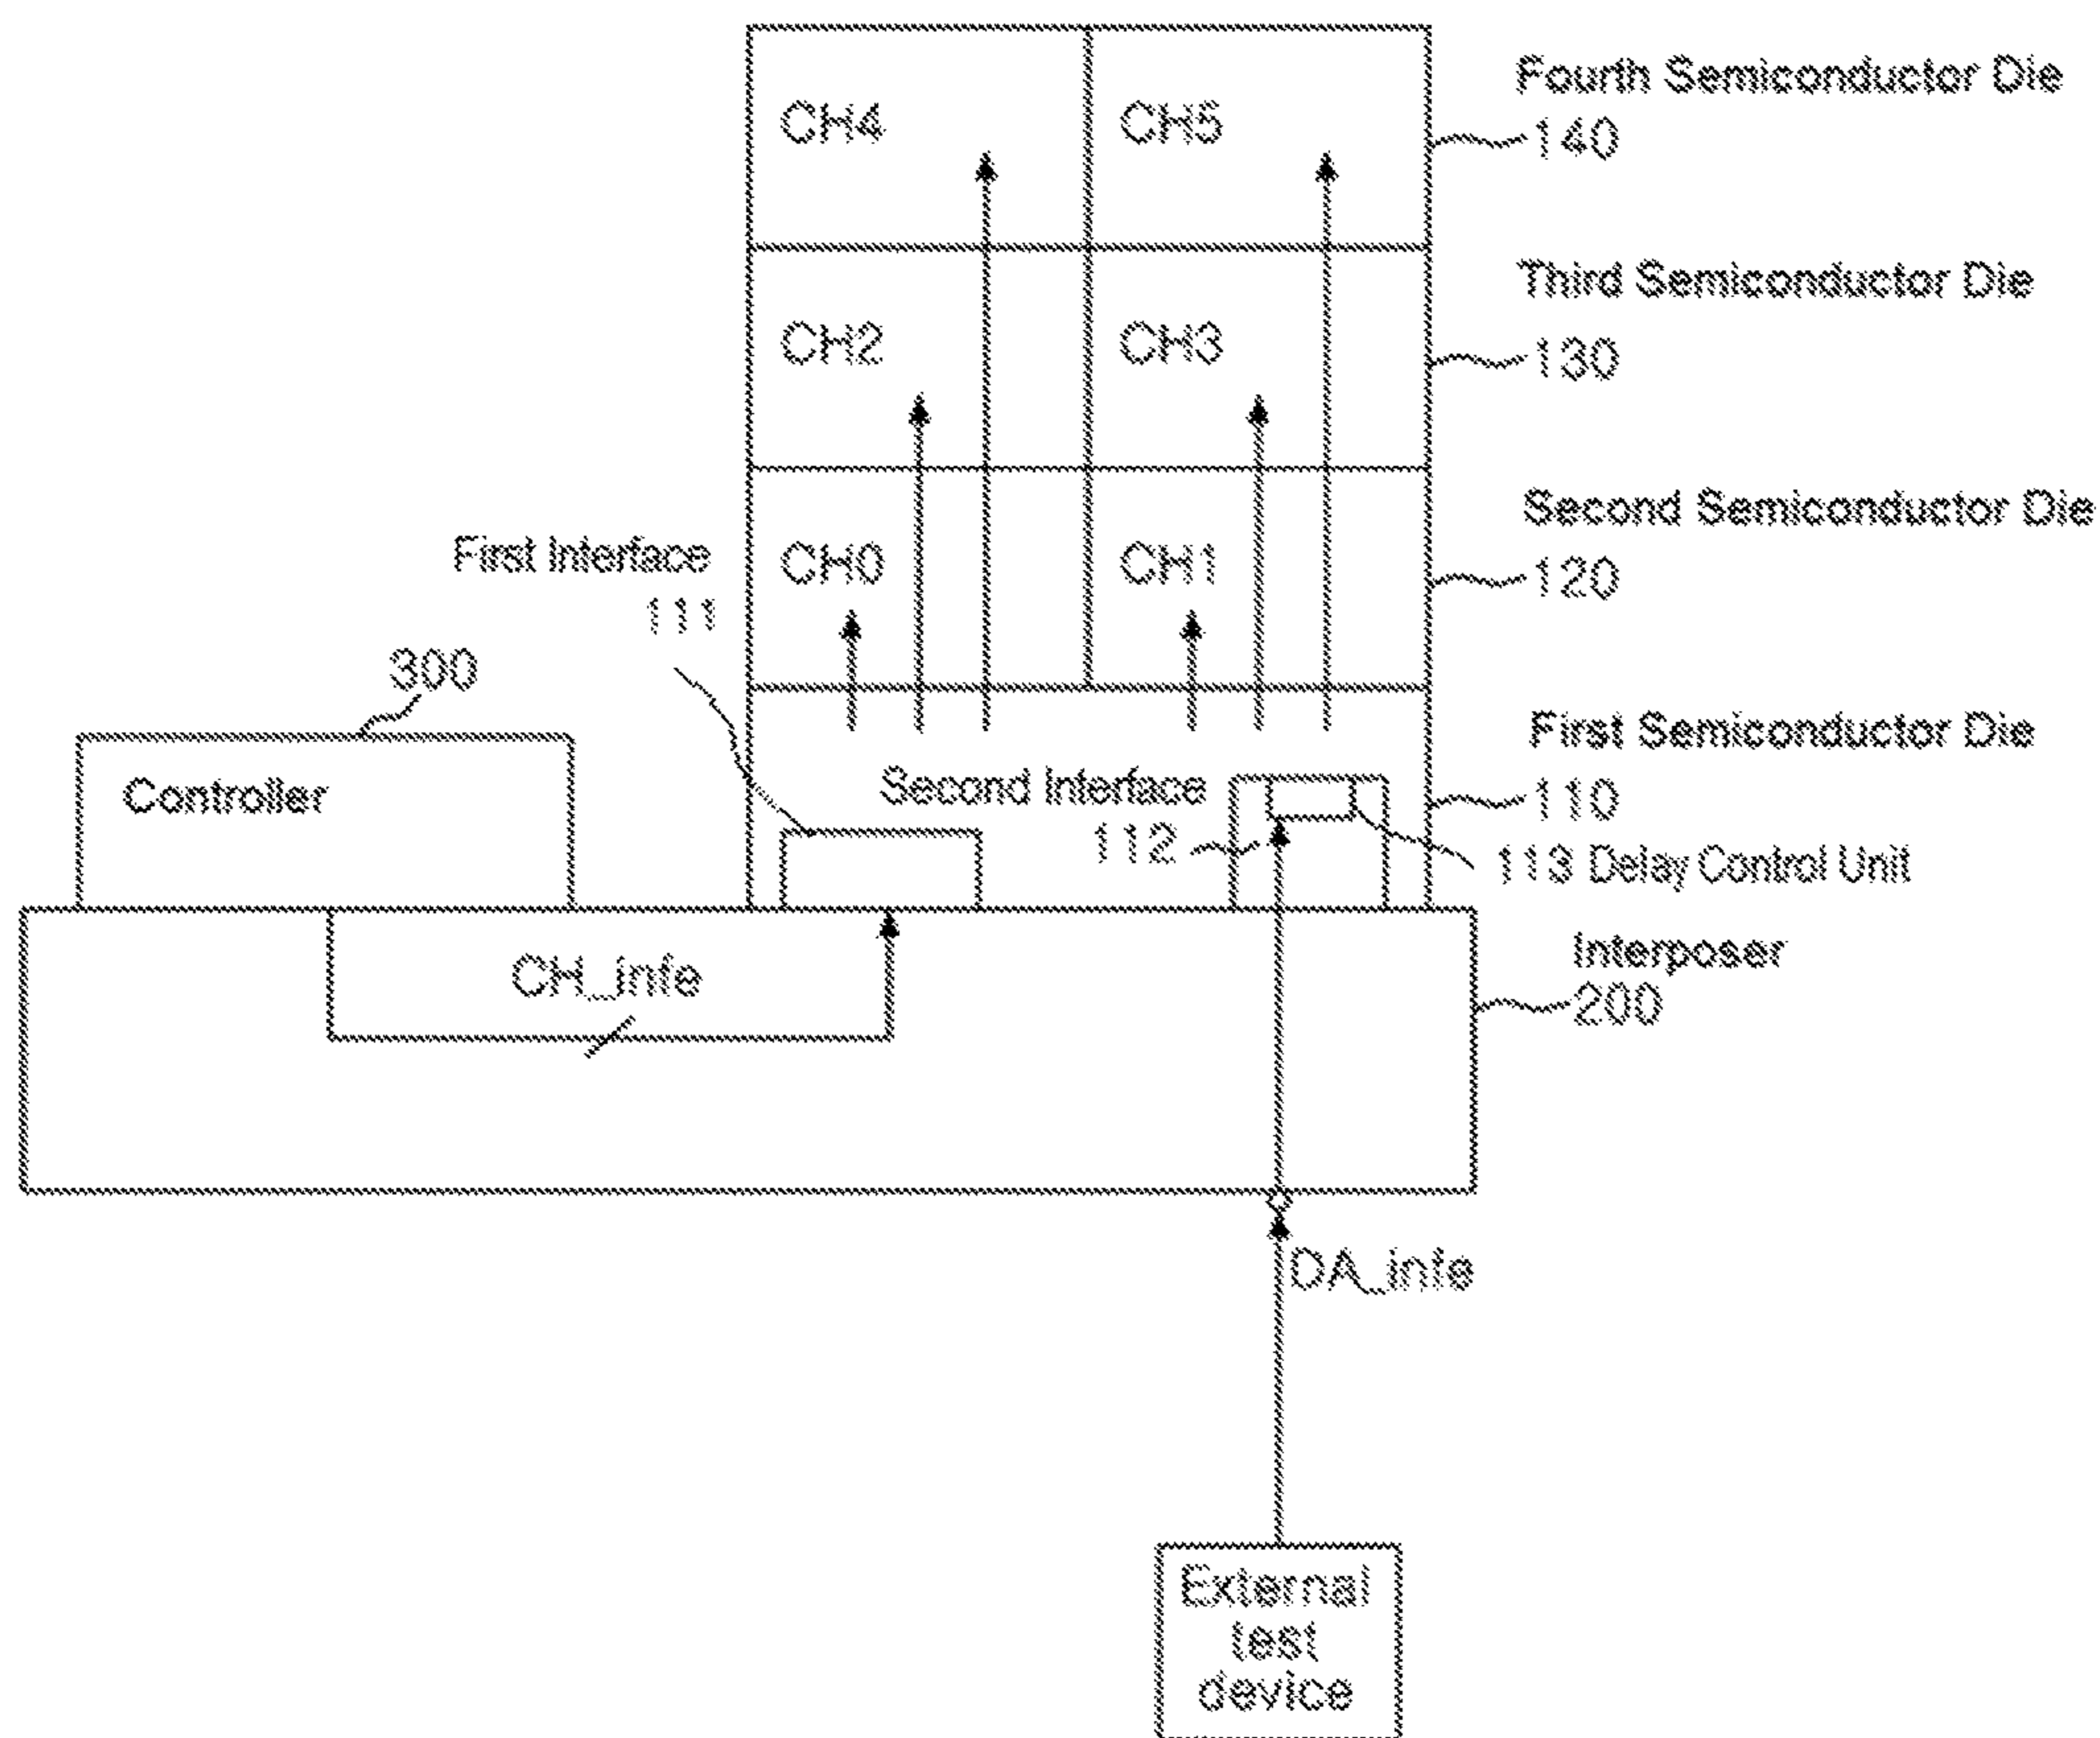 Fourth Semiconductor Die
CH4
CH5
140
Third Semiconductor Die
CH2
CH3
130
Second Semiconductor Die
First Interface
CH0
CH1
120
111
300
First Semiconductor Die
Controller
Second Interface
110
112
113 Delay Control Unit
Interposer
CH_infe
200
DA_infe
External
test
device